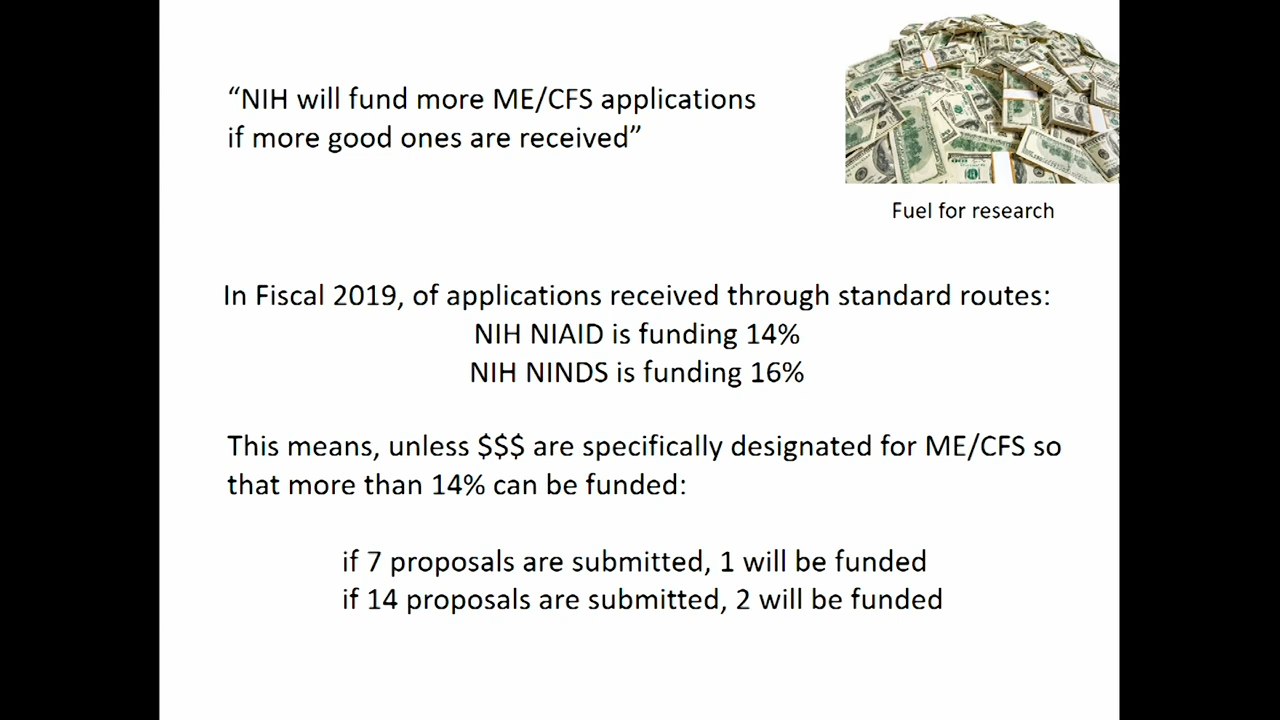 “NIH will fund more ME/CFS applications
if more good ones are received”
Fuel for research
In Fiscal 2019, of applications received through standard routes:
NIH NIAID is funding 14%
NIH NINDS is funding 16%
This means, unless $$$ are specifically designated for ME/CFS so
that more than 14% can be funded:
if 7 proposals are submitted, 1 will be funded
if 14 proposals are submitted, 2 will be funded